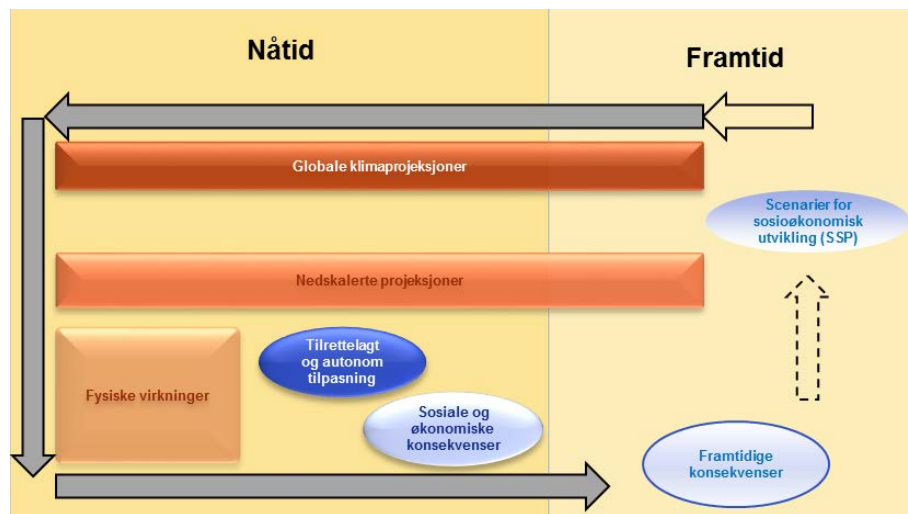 Nåtid
Framtid
Globale klimaprojeksjoner
Scenarier for
sosioøkonomisk
utvikling (SSP)
Nedskalerte projeksjoner
Tilrettelagt
og autonom
tilpasning
Fysiske virkninger
Sosiale og
økonomiske
konsekvenser
Framtidige
konsekvenser